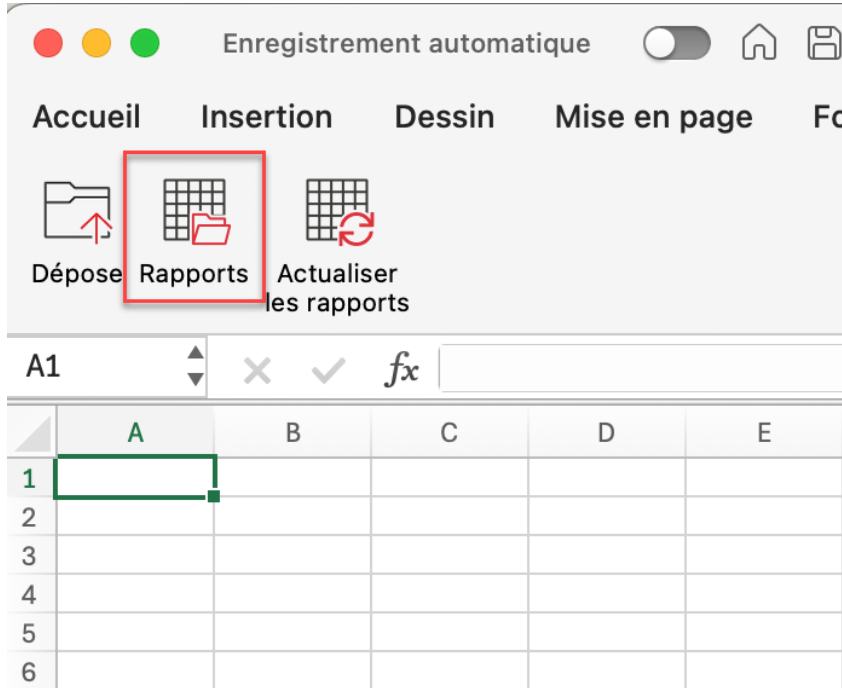 Enregistrement automatique
Accueil Insertion Dessin Mise en page Fo
Dépose Rapports Actualiser
les rapports
A1 fx
A B C D E
1
2
3
4
5
6